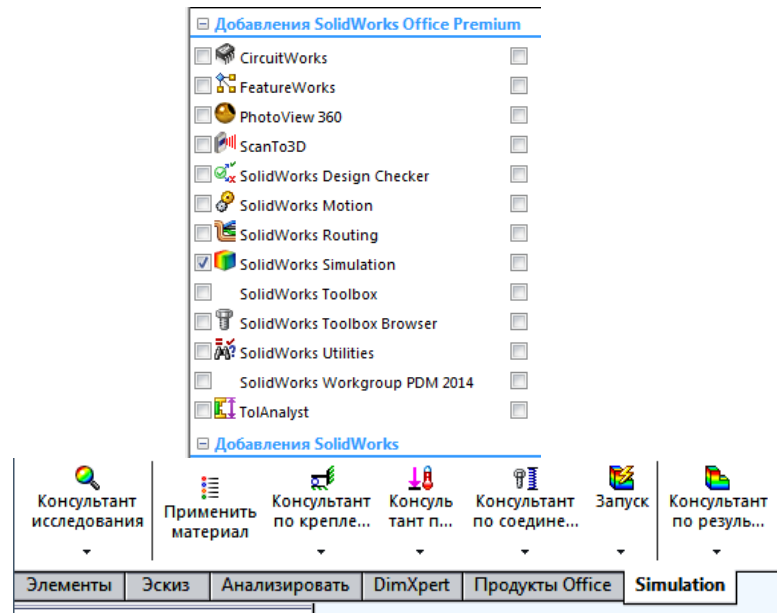 Добавления SolidWorks Office Premium
CircuitWorks
FeatureWorks
PhotoView 360
ScanTo3D
SolidWorks Design Checker
SolidWorks Motion
SolidWorks Routing
SolidWorks Simulation
SolidWorks Toolbox
SolidWorks Toolbox Browser
SolidWorks Utilities
SolidWorks Workgroup PDM 2014
TolAnalyst
Добавления SolidWorks
Консультант
исследования
Применить
материал
Консультант
по крепле...
Консуль
тант п...
Консультант
по соедине...
Запуск
Консультант
по резуль...
Элементы Эскиз Анализировать DimXpert Продукты Office Simulation